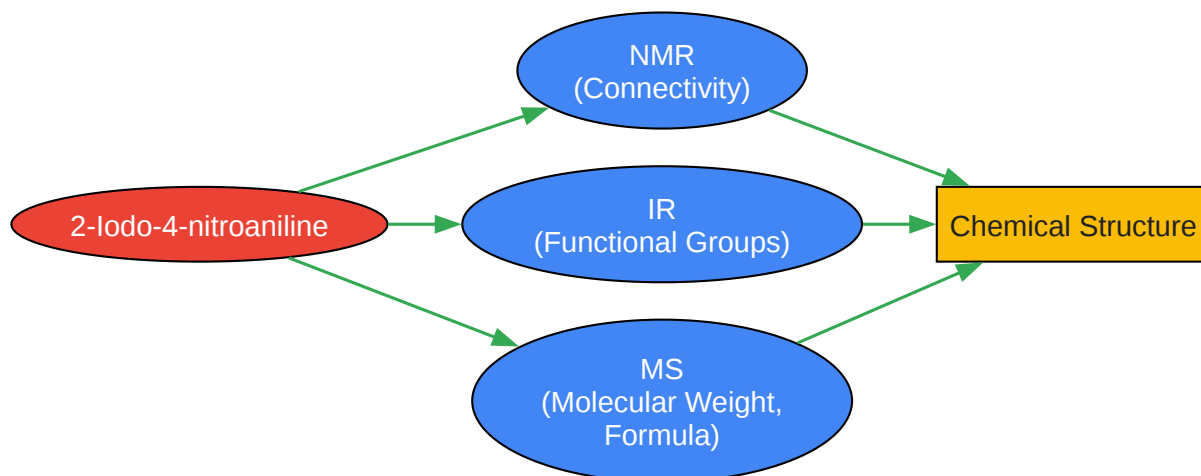 NMR
(Connectivity)
2-Iodo-4-nitroaniline
IR
(Functional Groups)
Chemical Structure
MS
(Molecular Weight,
Formula)